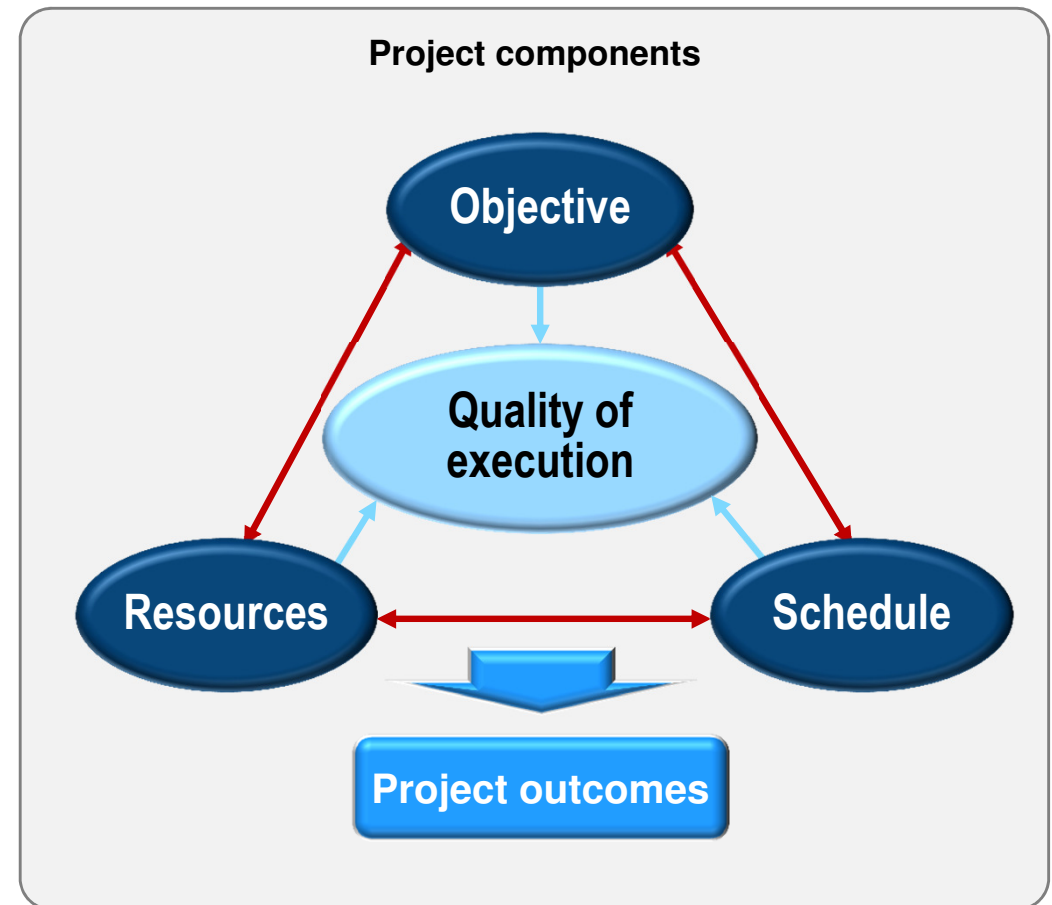 Project components
Objective
Quality of
execution
Resources
Schedule
Project outcomes